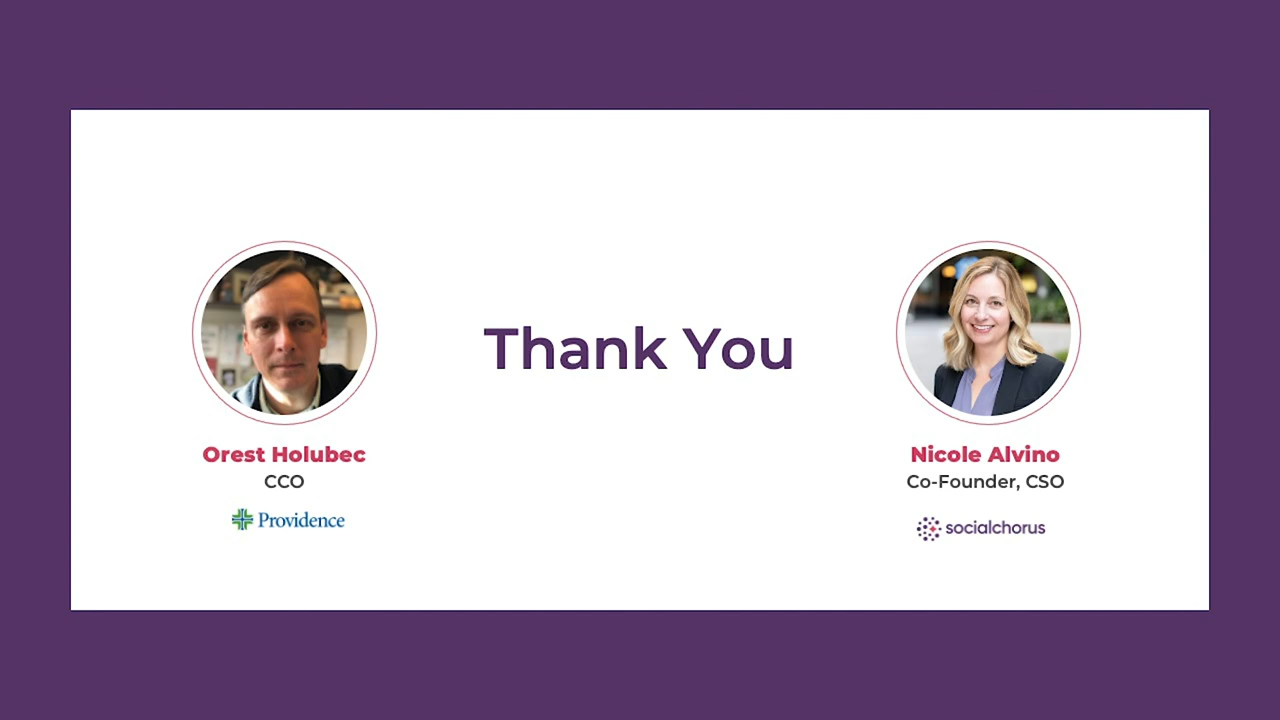 Thank You
Orest Holubec
CCO
Providence
Nicole Alvino
Co-Founder, CSO
socialchorus